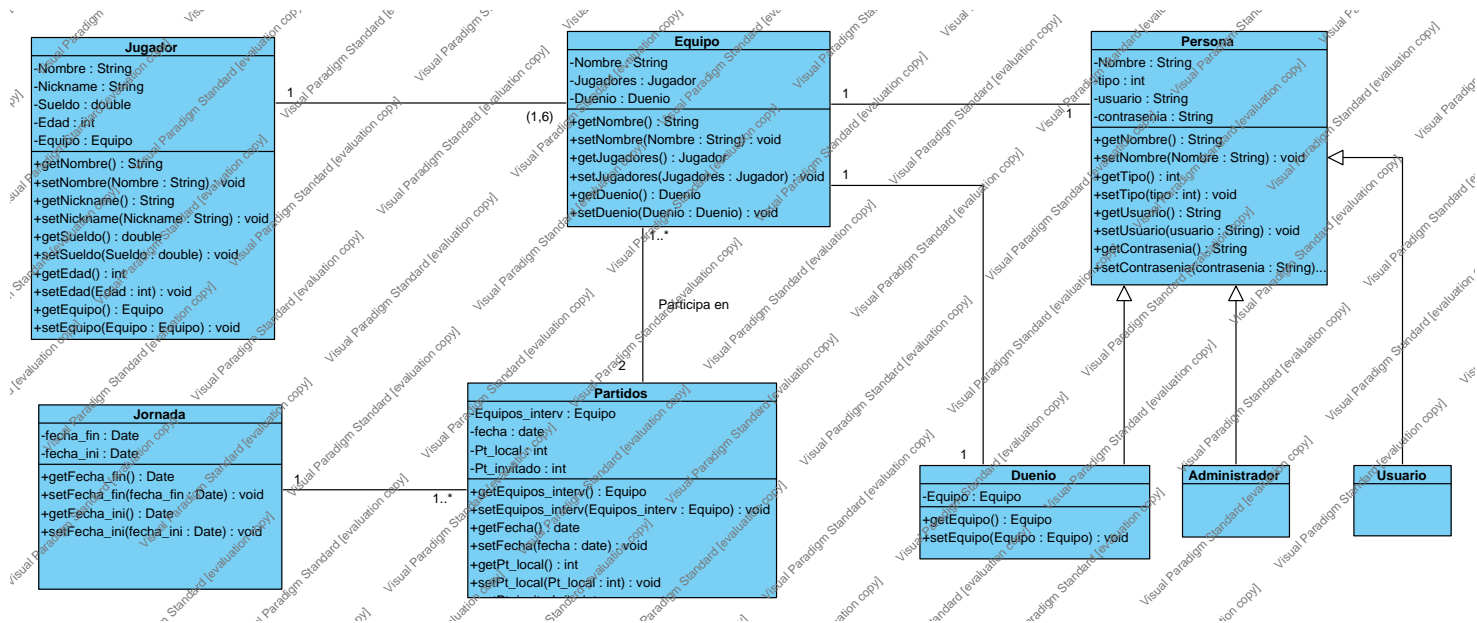 Jugador
-Nombre : String
-Nickname : String
-Sueldo : double
-Edad : int
-Equipo : Equipo
+getNombre() : String
+setNombre(Nombre : String) : void
+getNickname() : String
+setNickname(Nickname : String) : void
+getSueldo() : double
+setSueldo(Sueldo : double) : void
+getEdad() : int
+setEdad(Edad : int) : void
+getEquipo() : Equipo
+setEquipo(Equipo : Equipo) : void
1
(1,6)
Equipo
-Nombre : String
-Jugadores : Jugador
-Duenio : Duenio
+getNombre() : String
+setNombre(Nombre : String) : void
+getJugadores() : Jugador
+setJugadores(Jugadores : Jugador) : void
+getDuenio() : Duenio
+setDuenio(Duenio : Duenio) : void
1
1
1
1..*
Participa en
2
Persona
-Nombre : String
-tipo : int
-usuario : String
-contrasenia : String
+getNombre() : String
+setNombre(Nombre : String) : void
+getTipo() : int
+setTipo(tipo : int) : void
+getUsuario() : String
+setUsuario(usuario : String) : void
+getContrasenia() : String
+setContrasenia(contrasenia : String)...
Jornada
-fecha_fin : Date
-fecha_ini : Date
+getFecha_fin() : Date
+setFecha_fin(fecha_fin : Date) : void
+getFecha_ini() : Date
+setFecha_ini(fecha_ini : Date) : void
1
1..*
Partidos
-Equipos_interv : Equipo
-fecha : date
-Pt_local : int
-Pt_invitado : int
+getEquipos_interv() : Equipo
+setEquipos_interv(Equipos_interv : Equipo) : void
+getFecha() : date
+setFecha(fecha : date) : void
+getPt_local() : int
+setPt_local(Pt_local : int) : void
1
Duenio
-Equipo : Equipo
+getEquipo() : Equipo
+setEquipo(Equipo : Equipo) : void
Administrador
Usuario
Visual Paradigm Standard [evaluation copy]